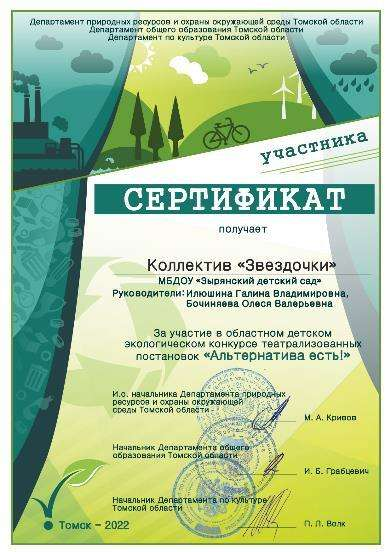 Департамент природных ресурсов и охраны окружающей среды Томской области
Департамент общего образования Томской области
Департамент по культуре Томской области
участника
СЕРТИФИКАТ
получает
Коллектив «Звездочки»
МБДОУ «Зырянский детский сад»
Руководители: Илюшина Галина Владимировна,
Бочиняева Олеся Валерьевна
За участие в областном детском
экологическом конкурсе театрализованных
постановок «Альтернатива есть!»
И.о. начальника Департамента природных
ресурсов и охраны окружающей
среды Томской области
М. А. Кривов
Начальник Департамента общего
образования Томской области
И. Б. Грабцевич
Начальник Департамента по культуре
Томской области
П. Л. Волк
Томск - 2022